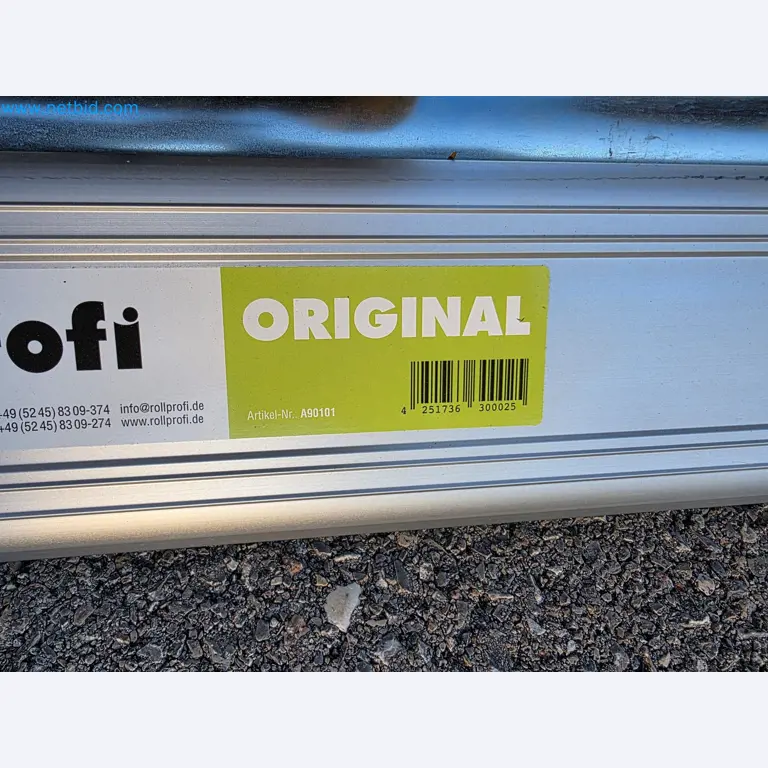 www.netbid.com
ofi
ORIGINAL
+49 (52 45) 83 09-374 info@rollprofi.de
+49 (52 45) 83 09-274 www.rollprofi.de
Artikel-Nr.. A90101
4 251736 300025